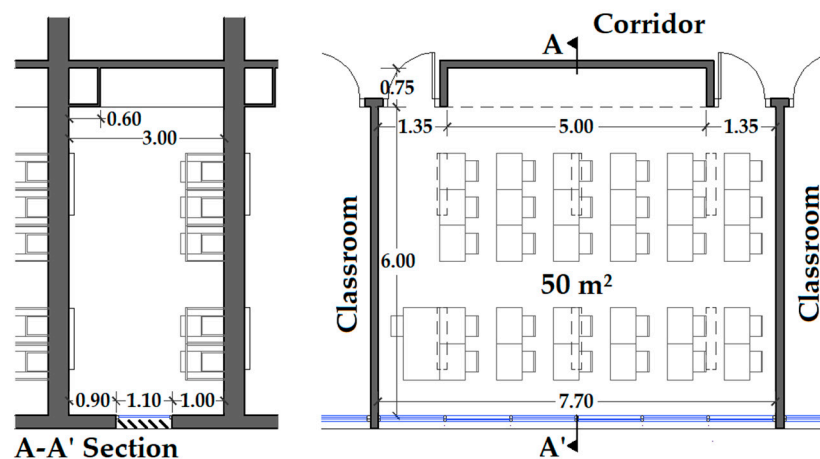 0.60
3.00
0.90
1.10
1.00
A-A' Section
Corridor
A
0.75
1.35
5.00
1.35
Classroom
6.00
50 m²
Classroom
7.70
A'